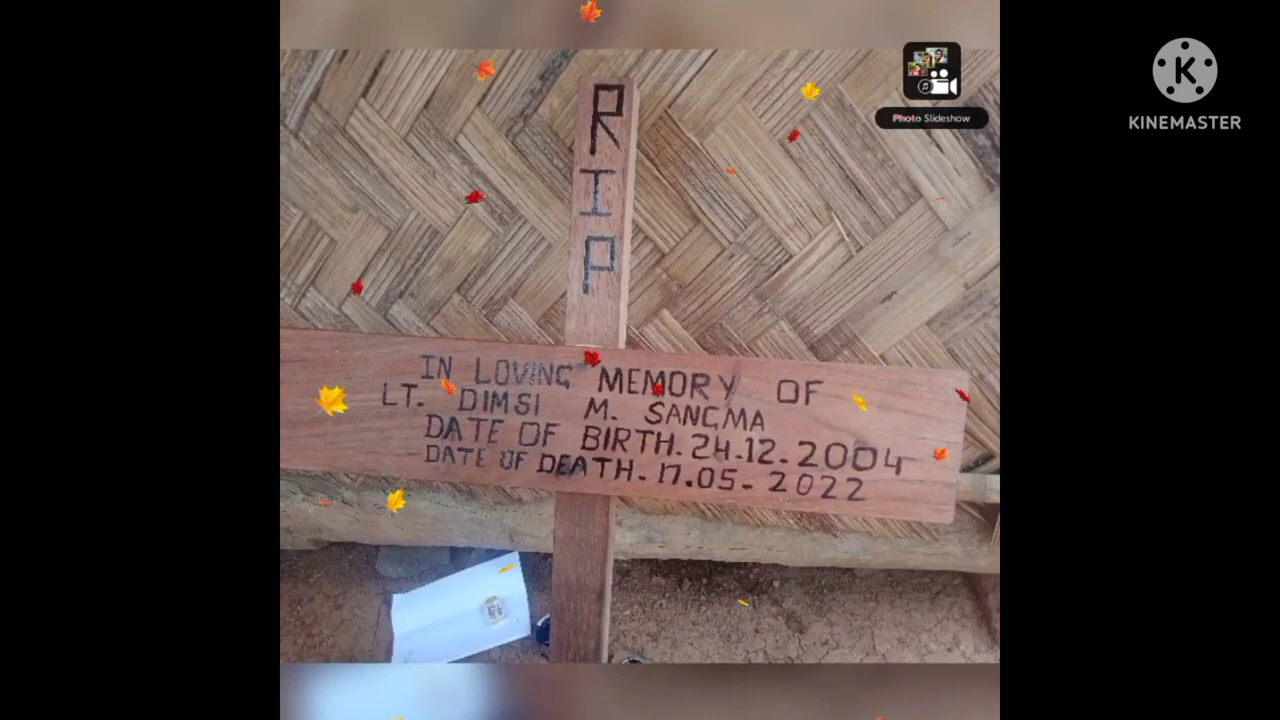 R
I
P
IN LOVING MEMORY OF
LT. DIMSI M. SANGMA
DATE OF BIRTH. 24.12.2004
DATE OF DEATH. 17.05.2022
Photo Slideshow
K
KINEMASTER